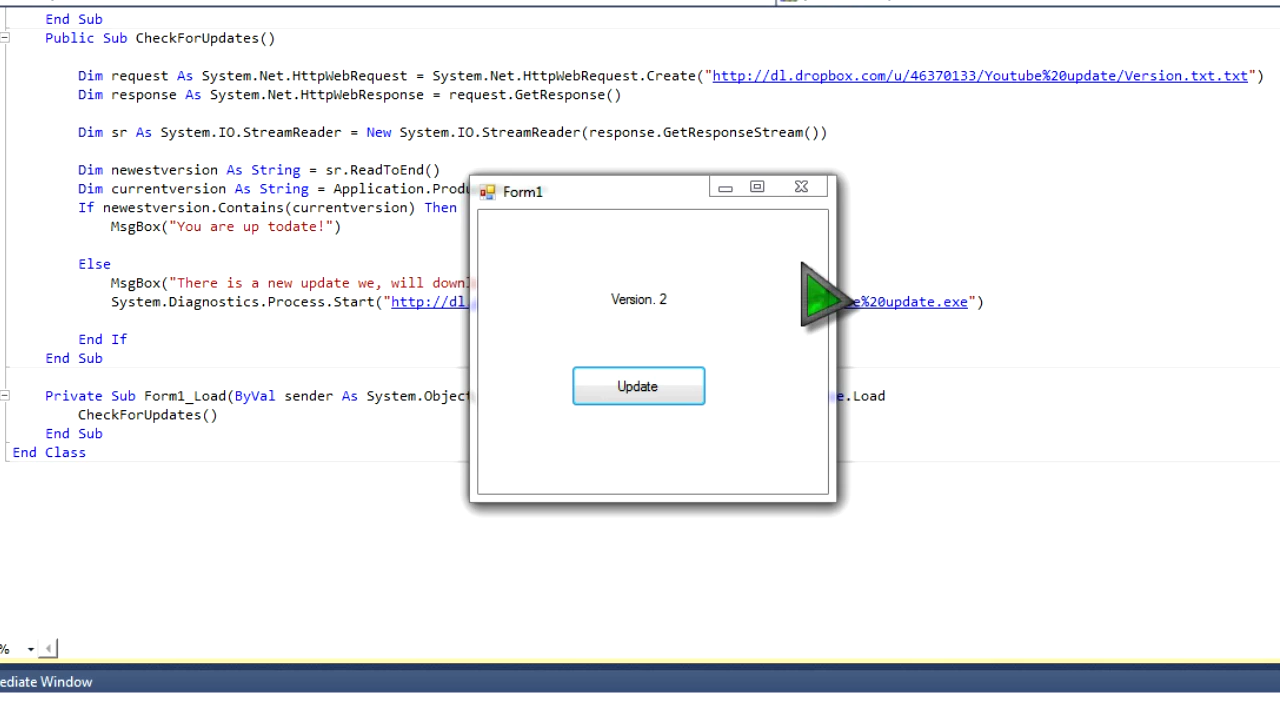 End Sub
Public Sub CheckForUpdates()
Dim request As System.Net.HttpWebRequest = System.Net.HttpWebRequest.Create("http://dl.dropbox.com/u/46370133/Youtube%20update/Version.txt.txt")
Dim response As System.Net.HttpWebResponse = request.GetResponse()
Dim sr As System.IO.StreamReader = New System.IO.StreamReader(response.GetResponseStream())
Dim newestversion As String = sr.ReadToEnd()
Dim currentversion As String = Application.Produ
If newestversion.Contains(currentversion) Then
MsgBox("You are up todate!")
Else
MsgBox("There is a new update we, will downl
System.Diagnostics.Process.Start("http://dl. e%20update.exe")
End If
End Sub
Private Sub Form1_Load(ByVal sender As System.Object e.Load
CheckForUpdates()
End Sub
End Class
Form1
Version. 2
Update
%
ediate Window